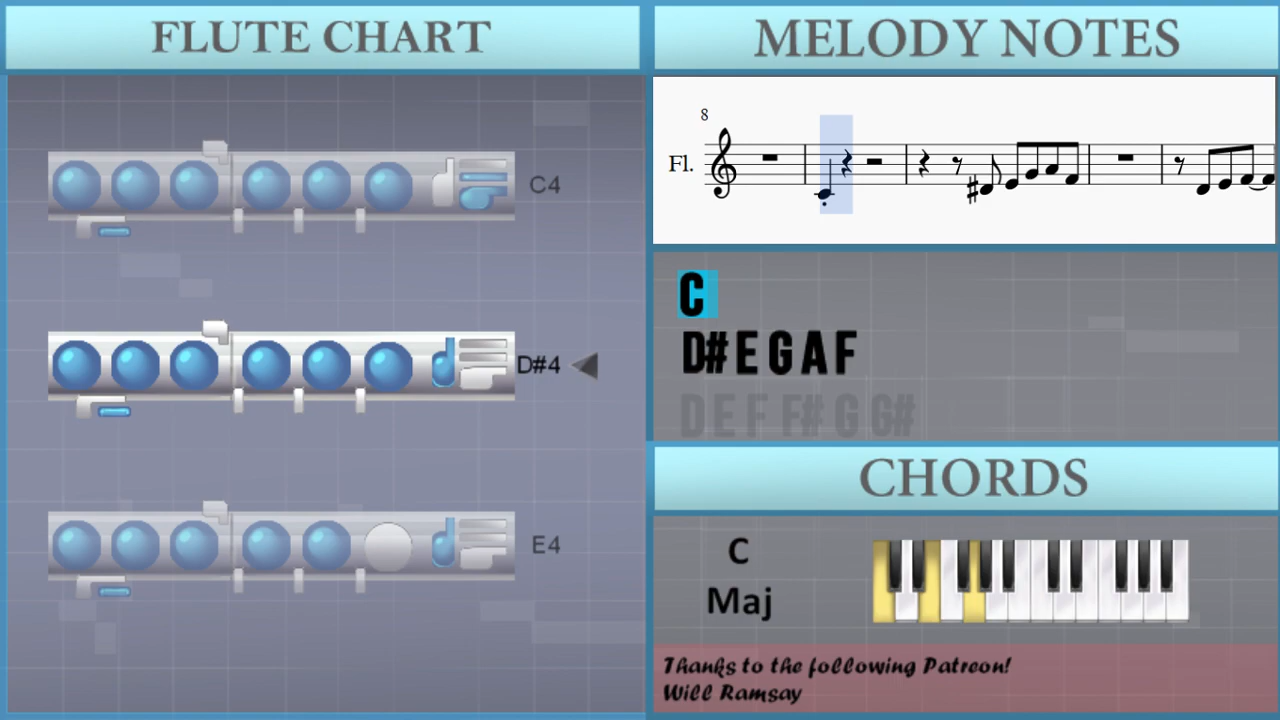 FLUTE CHART
C4
D#4
E4
MELODY NOTES
8
Fl.
C
D# E G A F
D E F F# G G#
CHORDS
C
Maj
Thanks to the following Patreon!
Will Ramsay